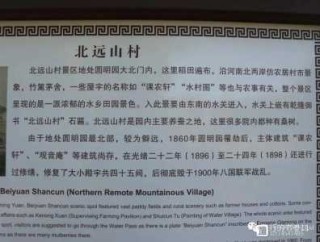 北远山村
北远山村景区地处圆明园大北门内，这里稻田遍布，沿河南北两岸仿农居村市景
象，竹篱茅舍，一些屋宇的名称如“课农轩”“水村图”等也与农事有关，整个景区
呈现的是一派浓郁的水乡田园景色。入此景要由东南的水关进入，水关上嵌有乾隆御
书“北远山村”石匾。北远山村是园内主要养蚕之地，这里很多院内都种有桑树。
由于地处圆明园最北部，较为僻远，1860年圆明园罹劫后，主体建筑“课农
轩”、“观音庵”等建筑尚存，在光绪二十二年（1896）至二十四年（1898）还进
行过修缮，修复了大小殿宇共四十五间，后彻底毁于1900年八国联军战乱。
Beiyuan Shancun (Northern Remote Mountainous Village)